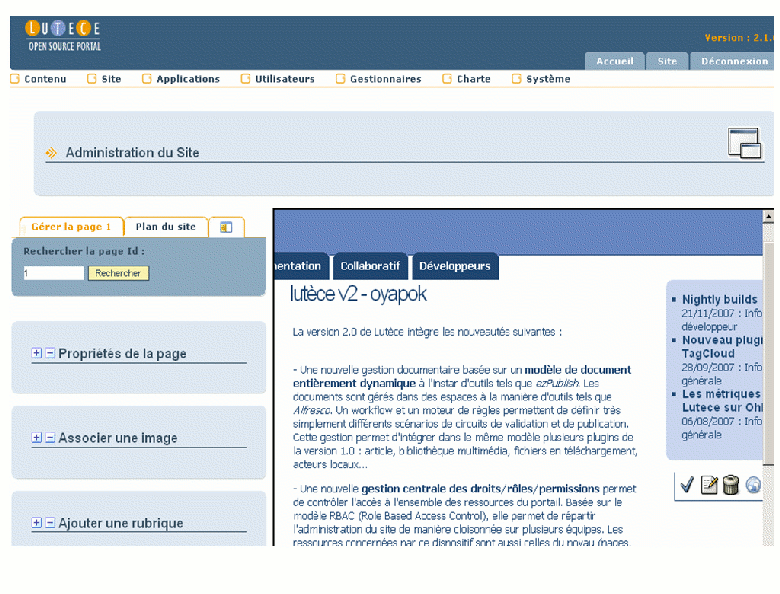 LUTECE
OPEN SOURCE PORTAL
Version : 2.1.
Accueil
Site
Déconnexion
Contenu
Site
Applications
Utilisateurs
Gestionnaires
Charte
Système
Administration du Site
Gérer la page 1
Plan du site
Rechercher la page Id :
1
Rechercher
Propriétés de la page
Associer une image
Ajouter une rubrique
entation
Collaboratif
Développeurs
lutèce v2 - oyapok
La version 2.0 de Lutèce intègre les nouveautés suivantes :
- Une nouvelle gestion documentaire basée sur un modèle de document
entièrement dynamique à l'instar d'outils tels que ezPublish. Les
documents sont gérés dans des espaces à la manière d'outils tels que
Alfresco. Un workflow et un moteur de règles permettent de définir très
simplement différents scénarios de circuits de validation et de publication.
Cette gestion permet d'intégrer dans le même modèle plusieurs plugins de
la version 1.0 : article, bibliothèque multimédia, fichiers en téléchargement,
acteurs locaux...
- Une nouvelle gestion centrale des droits/rôles/permissions permet
de contrôler l'accès à l'ensemble des ressources du portail. Basée sur le
modèle RBAC (Role Based Access Control), elle permet de répartir
l'administration du site de manière cloisonnée sur plusieurs équipes. Les
ressources concernées par ce dispositif sont aussi celles du noyau (pages
Nightly builds
21/11/2007 : Info
développeur
Nouveau plugi
TagCloud
28/09/2007 : Info
générale
Les métriques
Lutece sur Ohl
06/08/2007 : Info
générale